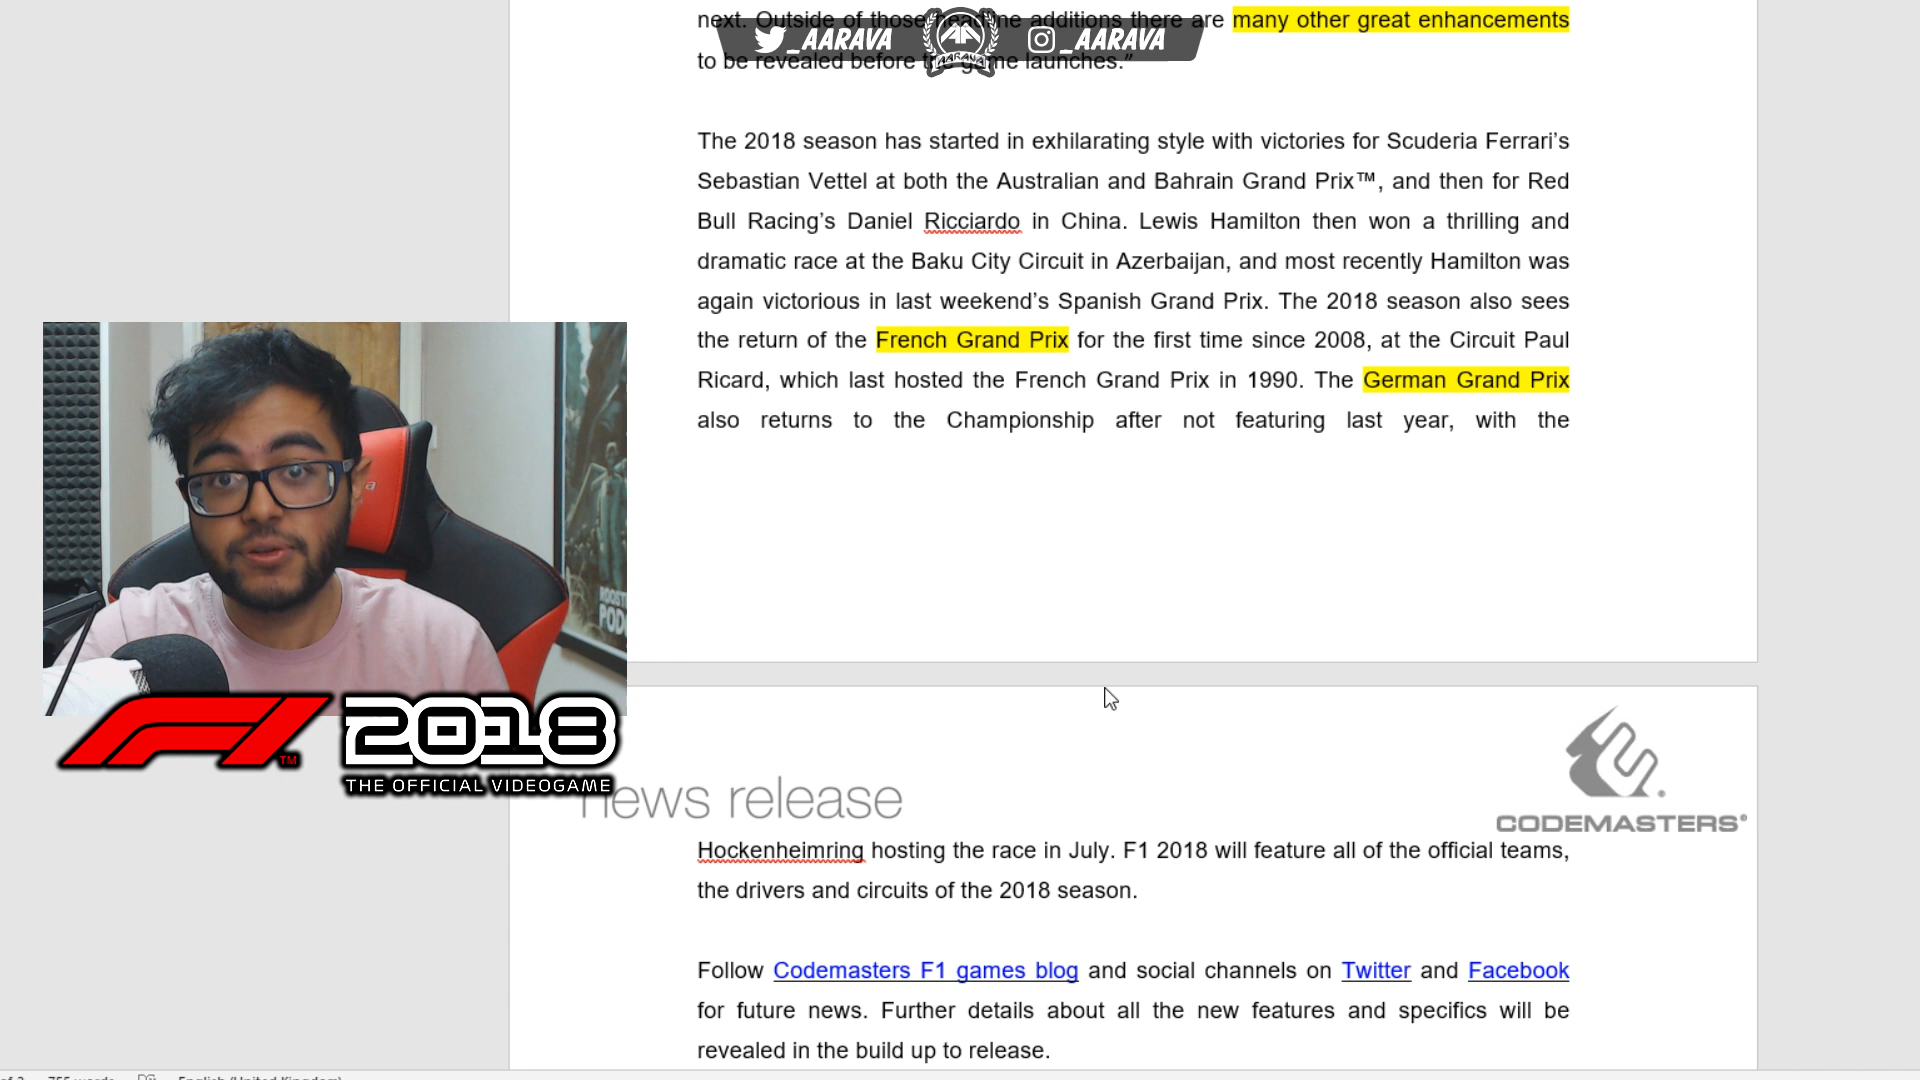 next. Outside of those headline additions there are many other great enhancements
_AARAVA
AARAVA
_AARAVA
to be revealed before the game launches.”
The 2018 season has started in exhilarating style with victories for Scuderia Ferrari’s
Sebastian Vettel at both the Australian and Bahrain Grand Prix™, and then for Red
Bull Racing’s Daniel Ricciardo in China. Lewis Hamilton then won a thrilling and
dramatic race at the Baku City Circuit in Azerbaijan, and most recently Hamilton was
again victorious in last weekend’s Spanish Grand Prix. The 2018 season also sees
the return of the French Grand Prix for the first time since 2008, at the Circuit Paul
Ricard, which last hosted the French Grand Prix in 1990. The German Grand Prix
also returns to the Championship after not featuring last year, with the
F1™ 2018
THE OFFICIAL VIDEOGAME
news release
CODEMASTERS®
Hockenheimring hosting the race in July. F1 2018 will feature all of the official teams,
the drivers and circuits of the 2018 season.
Follow Codemasters F1 games blog and social channels on Twitter and Facebook
for future news. Further details about all the new features and specifics will be
revealed in the build up to release.
755 words
English (United Kingdom)